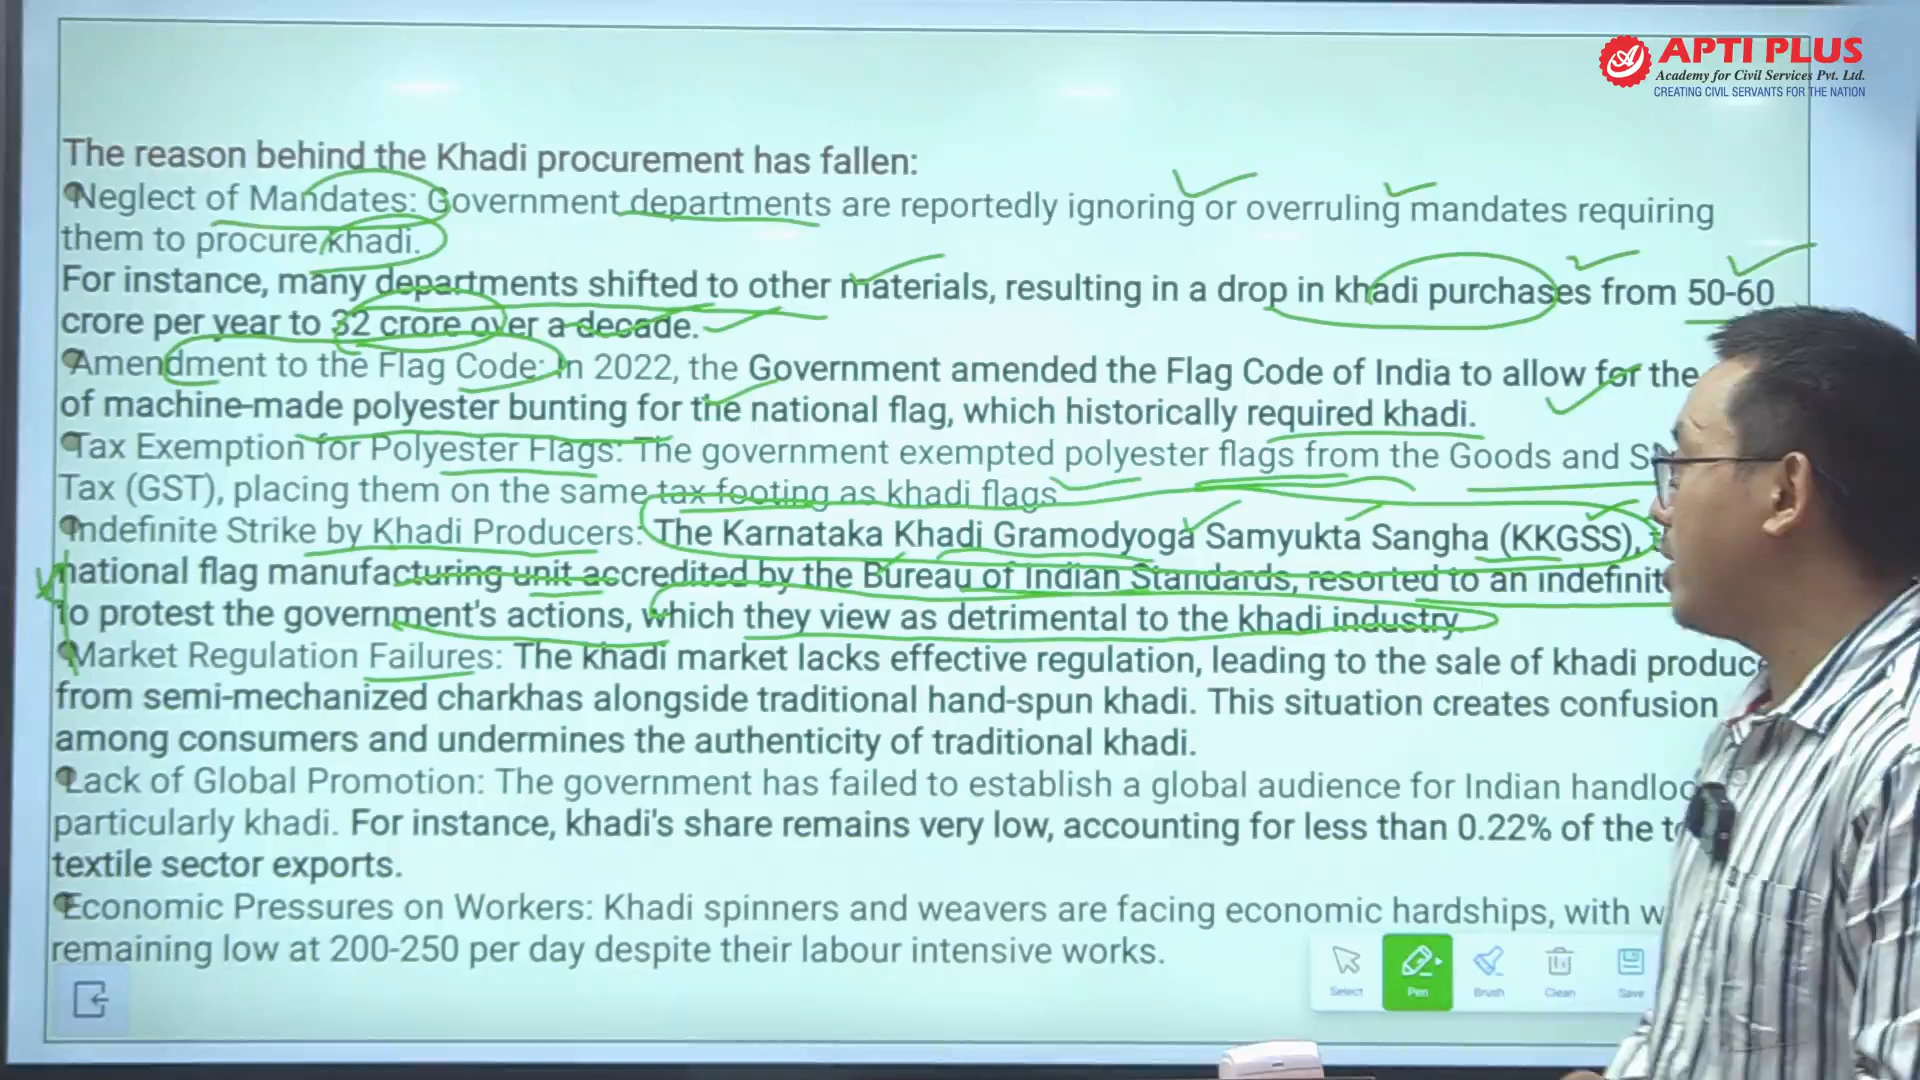 APTI PLUS
Academy for Civil Services Pvt. Ltd.
CREATING CIVIL SERVANTS FOR THE NATION
The reason behind the Khadi procurement has fallen:
Neglect of Mandates: Government departments are reportedly ignoring or overruling mandates requiring
them to procure khadi.
For instance, many departments shifted to other materials, resulting in a drop in khadi purchases from 50-60
crore per year to 32 crore over a decade.
Amendment to the Flag Code: In 2022, the Government amended the Flag Code of India to allow for the
of machine-made polyester bunting for the national flag, which historically required khadi.
Tax Exemption for Polyester Flags: The government exempted polyester flags from the Goods and
Tax (GST), placing them on the same tax footing as khadi flags
Indefinite Strike by Khadi Producers: The Karnataka Khadi Gramodyoga Samyukta Sangha (KKGSS),
national flag manufacturing unit accredited by the Bureau of Indian Standards, resorted to an
to protest the government's actions, which they view as detrimental to the khadi industry.
Market Regulation Failures: The khadi market lacks effective regulation, leading to the sale of khadi
from semi-mechanized charkhas alongside traditional hand-spun khadi. This situation creates confusion
among consumers and undermines the authenticity of traditional khadi.
Lack of Global Promotion: The government has failed to establish a global audience for Indian
particularly khadi. For instance, khadi's share remains very low, accounting for less than 0.22% of the
textile sector exports.
Economic Pressures on Workers: Khadi spinners and weavers are facing economic hardships, with
remaining low at 200-250 per day despite their labour intensive works.
Select Pen Brush Clean Save